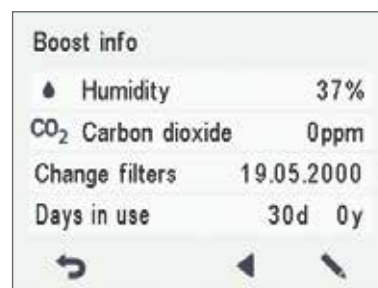 Boost info
Humidity 37%
CO₂ Carbon dioxide 0ppm
Change filters 19.05.2000
Days in use 30d 0y